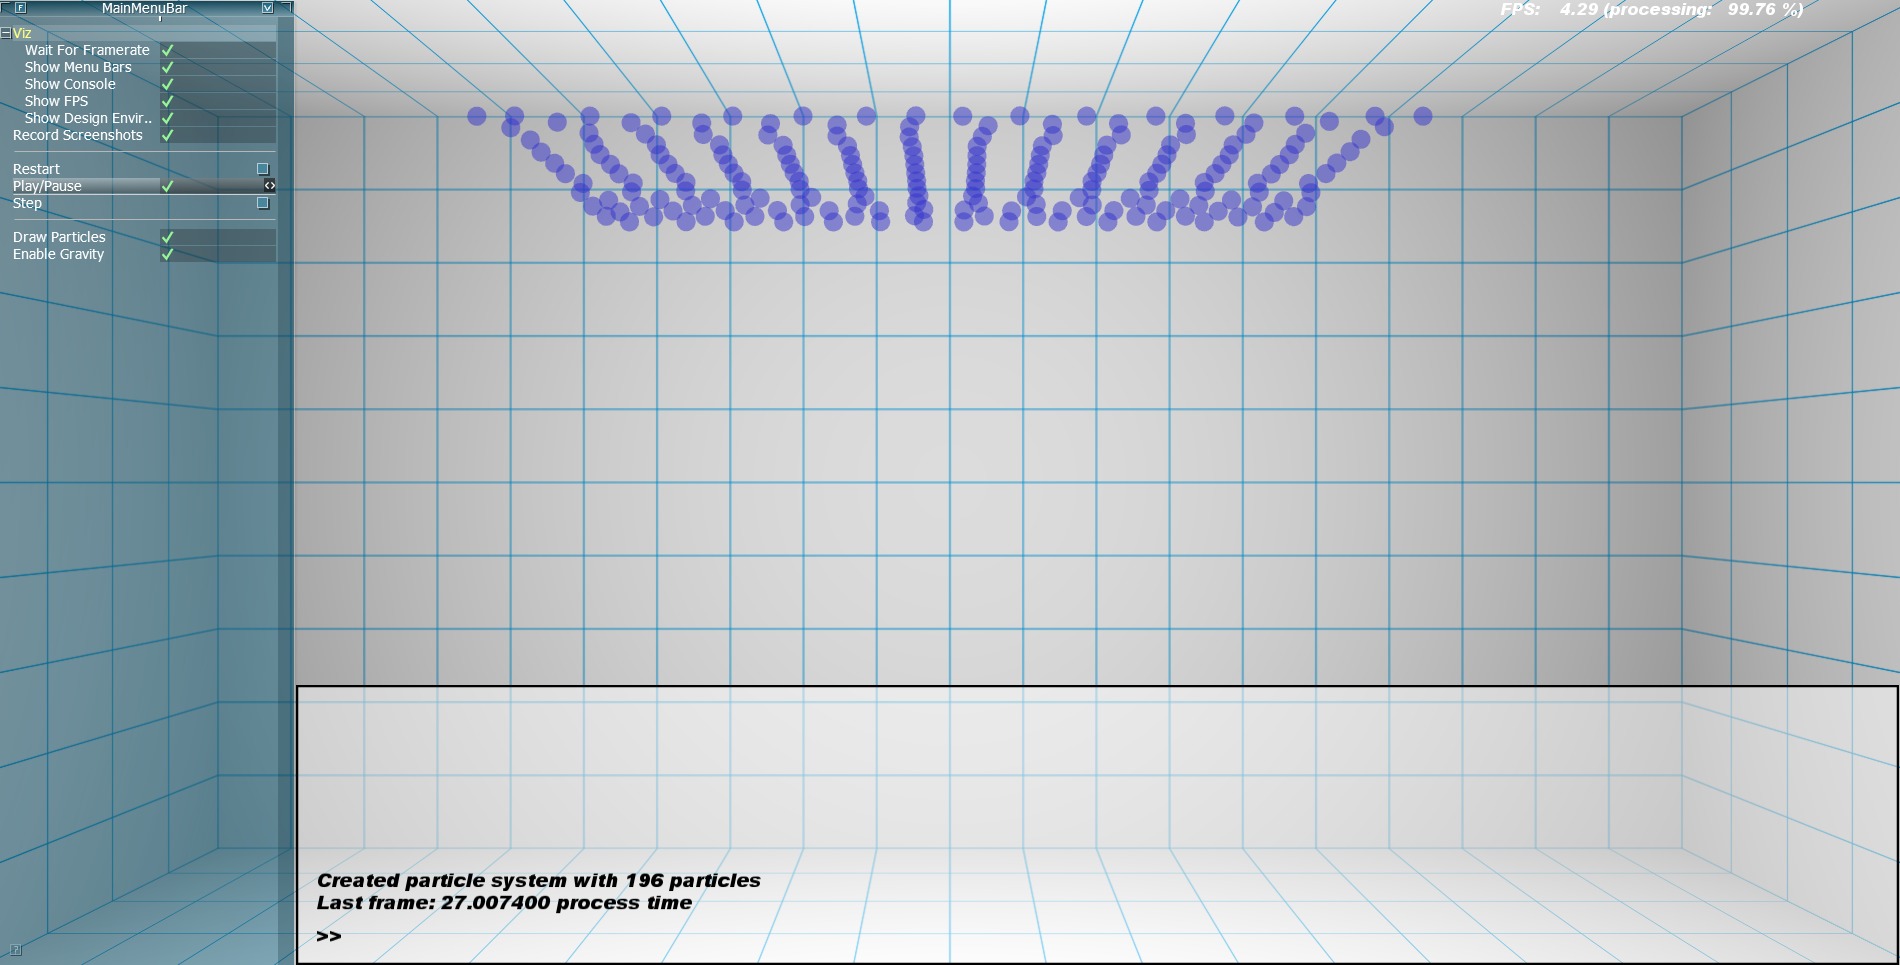 MainMenuBar
FPS: 4.29 (processing: 99.76 %)
Viz
Wait For Framerate
Show Menu Bars
Show Console
Show FPS
Show Design Envir..
Record Screenshots
Restart
Play/Pause
Step
Draw Particles
Enable Gravity
Created particle system with 196 particles
Last frame: 27.007400 process time
>>